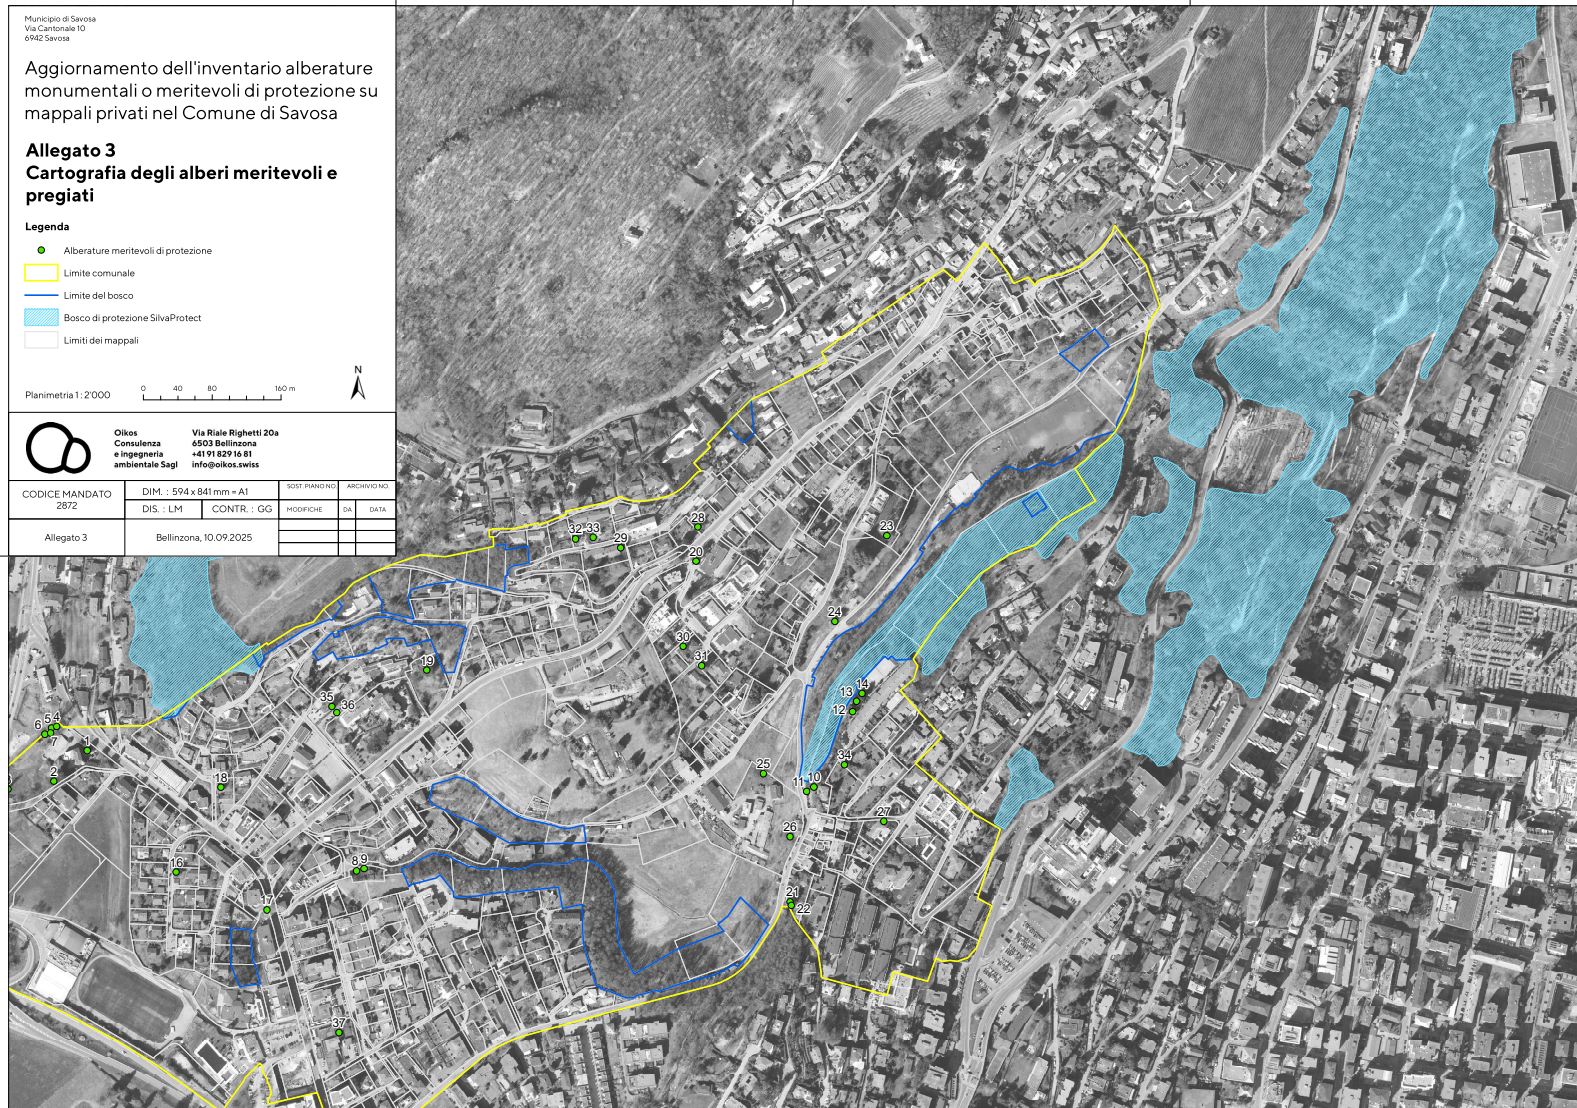 Municipio di Savosa
Via Cantonale 10
6942 Savosa
Aggiornamento dell'inventario alberature
monumentali o meritevoli di protezione su
mappali privati nel Comune di Savosa
Allegato 3
Cartografia degli alberi meritevoli e
pregiati
Legenda
Alberature meritevoli di protezione
Limite comunale
Limite del bosco
Bosco di protezione SilvaProtect
Limiti dei mappali
N
Planimetria 1 : 2'000
0 40 80 160 m
Oikos
Consulenza
e ingegneria
ambientale Sagl
Via Riale Righetti 20a
6503 Bellinzona
+41 91 829 16 81
info@oikos.swiss
CODICE MANDATO
2872
DIM. : 594 x 841 mm = A1
SOST. PIANO NO.
ARCHIVIO NO.
DIS. : LM
CONTR. : GG
MODIFICHE
DA
DATA
Allegato 3
Bellinzona, 10.09.2025
28
32
33
29
23
20
24
30
31
19
14
13
12
35
36
5
4
6
7
1
2
18
25
34
11
10
27
26
16
8
9
17
21
22
37